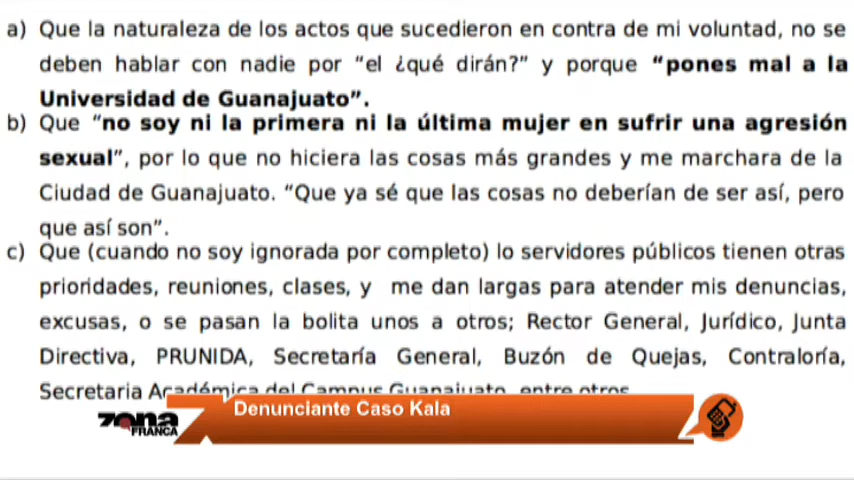 a) Que la naturaleza de los actos que sucedieron en contra de mi voluntad, no se
deben hablar con nadie por “el ¿qué dirán?” y porque “pones mal a la
Universidad de Guanajuato”.
b) Que “no soy ni la primera ni la última mujer en sufrir una agresión
sexual”, por lo que no hiciera las cosas más grandes y me marchara de la
Ciudad de Guanajuato. “Que ya sé que las cosas no deberían de ser así, pero
que así son”.
c) Que (cuando no soy ignorada por completo) lo servidores públicos tienen otras
prioridades, reuniones, clases, y me dan largas para atender mis denuncias,
excusas, o se pasan la bolita unos a otros; Rector General, Jurídico, Junta
Directiva, PRUNIDA, Secretaría General, Buzón de Quejas, Contraloría,
Secretaria Académica del Campus Guanajuato, entre otros
Denunciante Caso Kala
zona
FRANCA